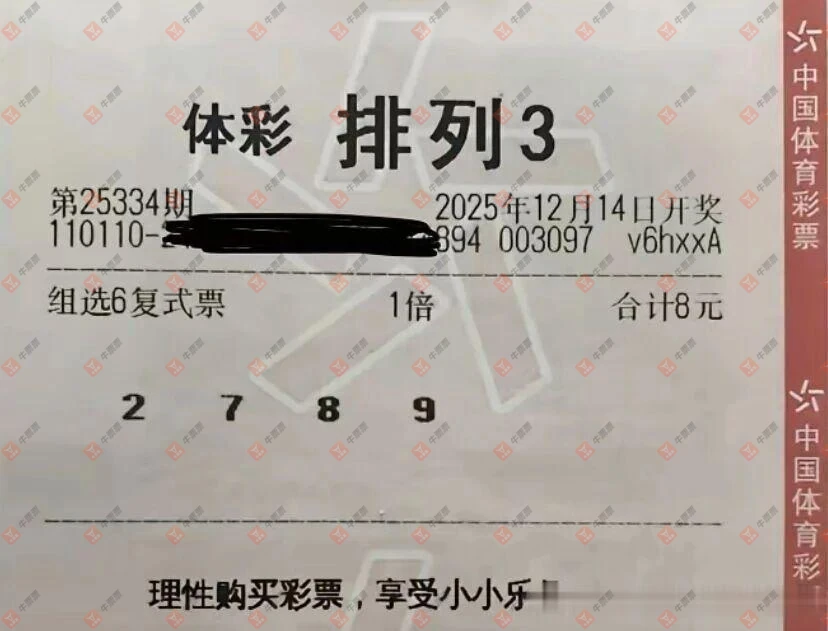 体彩 排列3
第25334期 2025年12月14日开奖
110110- 394 003097 v6hxxA
组选6复式票 1倍 合计8元
2 7 8 9
理性购买彩票，享受小小乐
中国体育彩票
中国体育彩